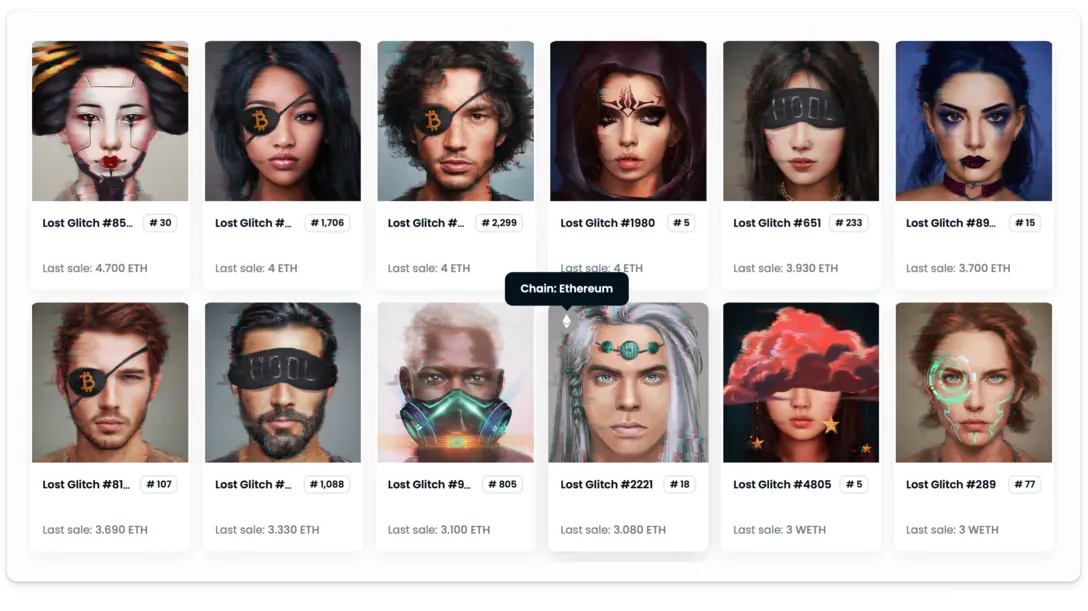 Lost Glitch #85... # 30
Last sale: 4.700 ETH
Lost Glitch #... # 1,706
Last sale: 4 ETH
Lost Glitch #... # 2,299
Last sale: 4 ETH
Lost Glitch #1980 # 5
Last sale: 4 ETH
HODL
Lost Glitch #651 # 233
Last sale: 3.930 ETH
Lost Glitch #89... # 15
Last sale: 3.700 ETH
Chain: Ethereum
Lost Glitch #81... # 107
Last sale: 3.690 ETH
HODL
Lost Glitch #... # 1,088
Last sale: 3.330 ETH
Lost Glitch #9... # 805
Last sale: 3.100 ETH
Lost Glitch #2221 # 18
Last sale: 3.080 ETH
Lost Glitch #4805 # 5
Last sale: 3 WETH
Lost Glitch #289 # 77
Last sale: 3 WETH